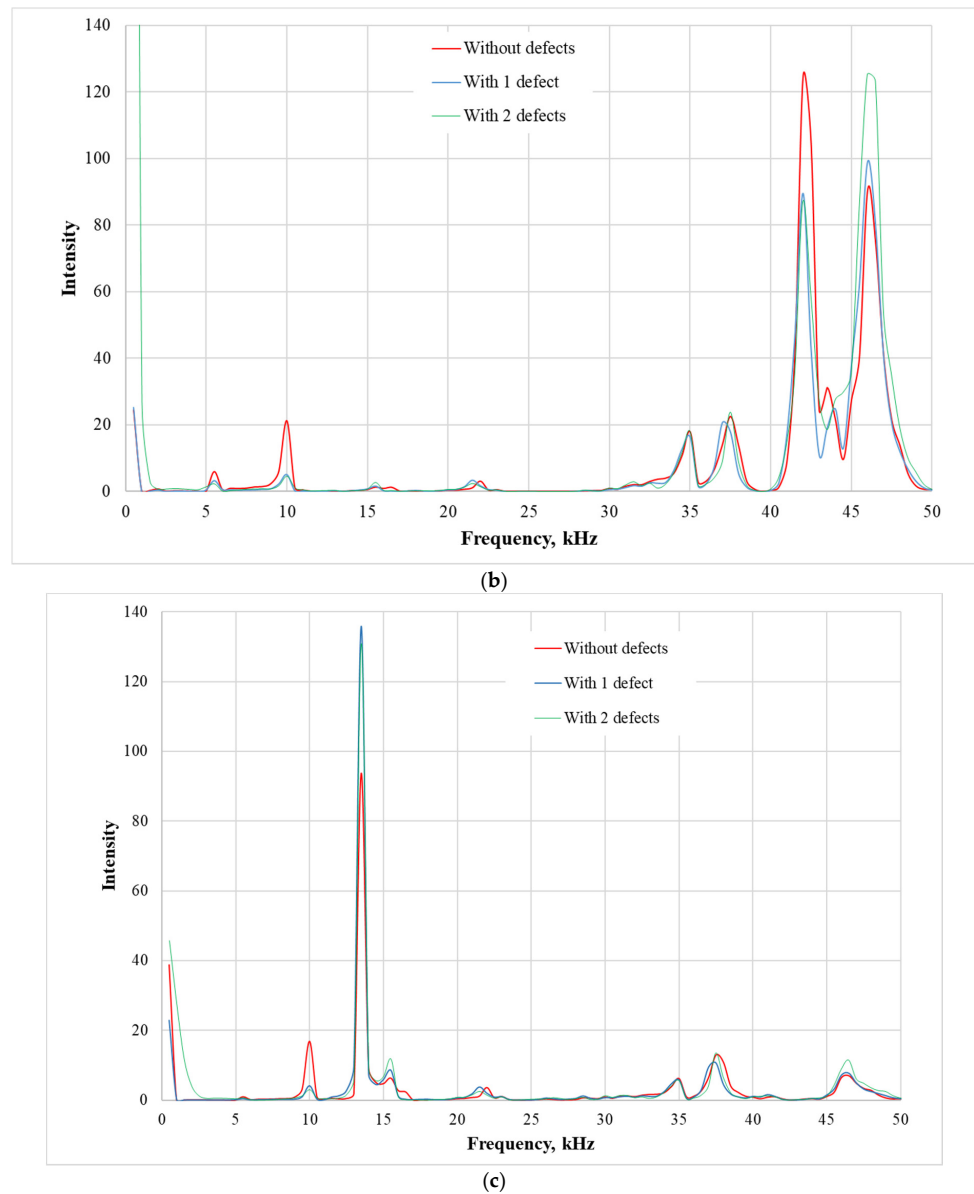 140
120
100
80
60
40
20
0
Intensity
Without defects
With 1 defect
With 2 defects
0 5 10 15 20 25 30 35 40 45 50
Frequency, kHz
(b)
140
120
100
80
60
40
20
0
Intensity
Without defects
With 1 defect
With 2 defects
0 5 10 15 20 25 30 35 40 45 50
Frequency, kHz
(c)